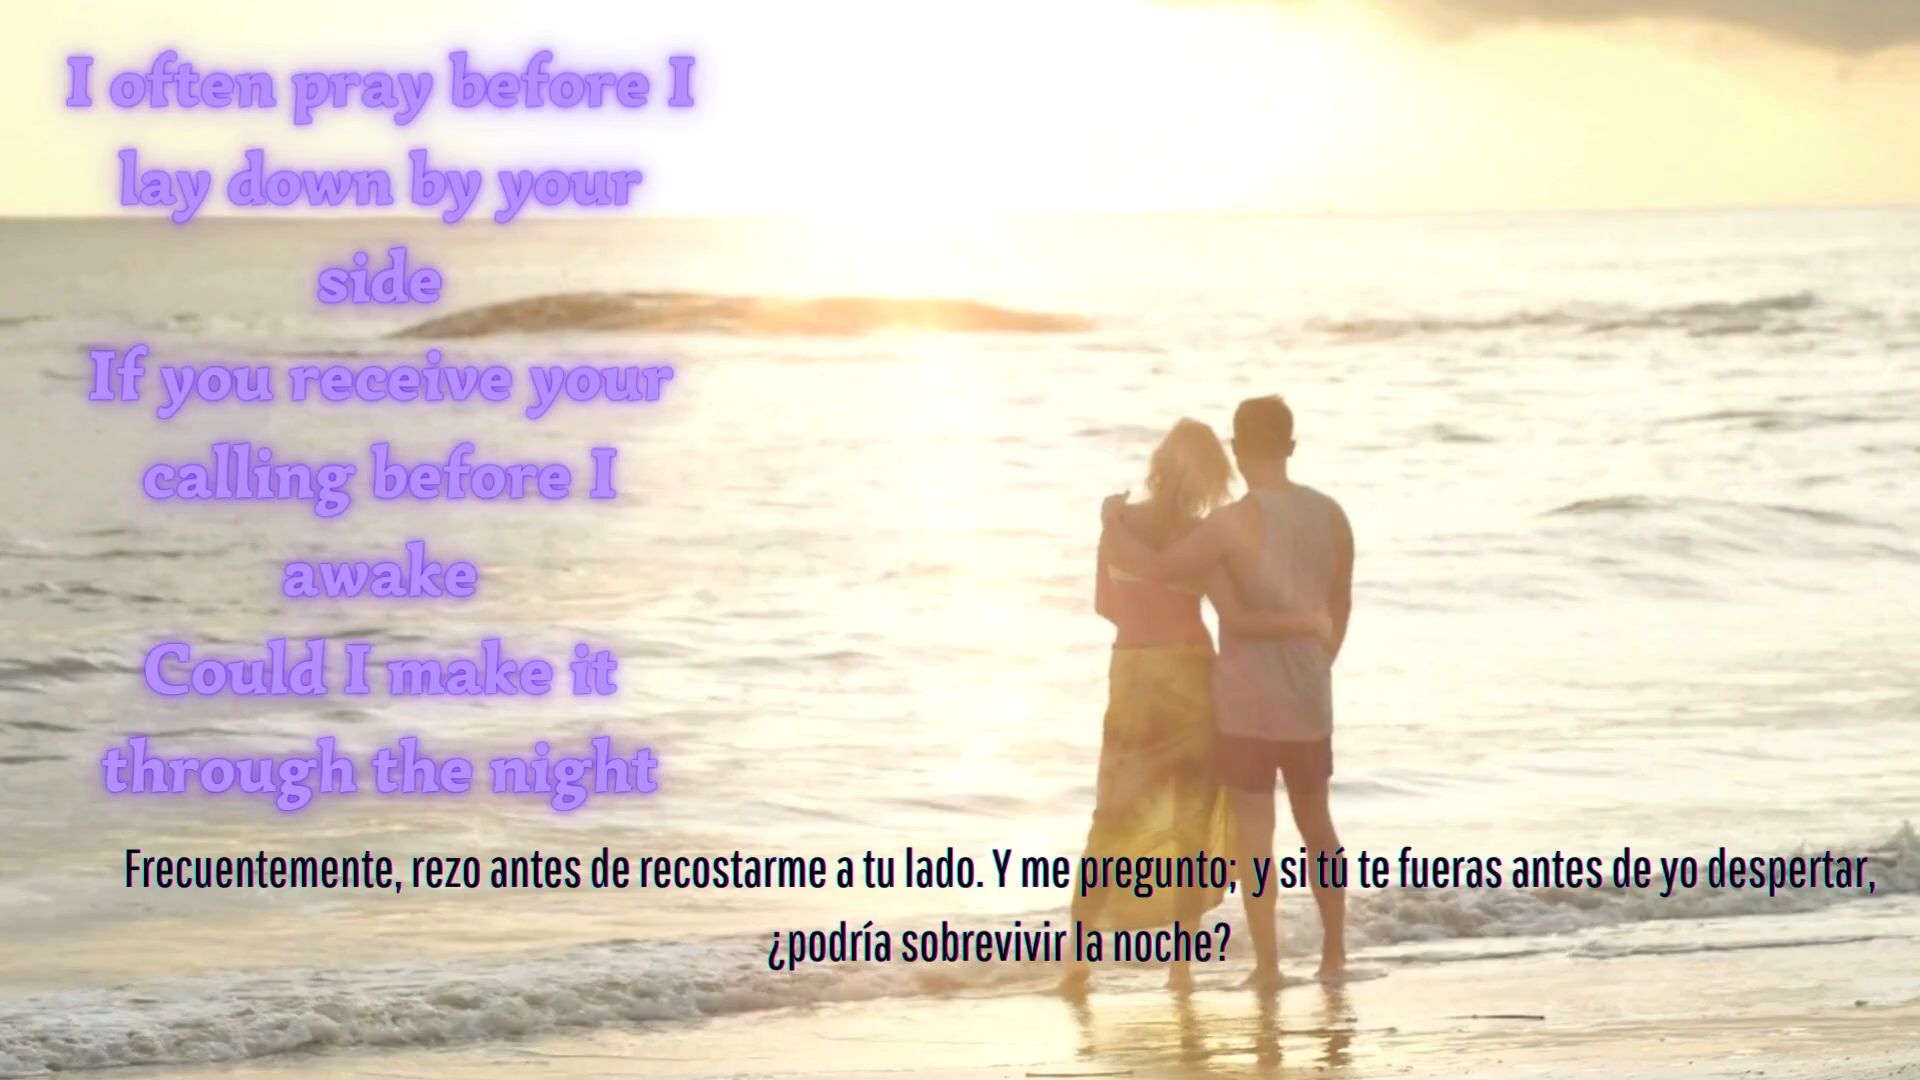 I often pray before I
lay down by your
side
If you receive your
calling before I
awake
Could I make it
through the night
Frecuentemente, rezo antes de recostarme a tu lado. Y me pregunto; y si tú te fueras antes de yo despertar,
¿podría sobrevivir la noche?